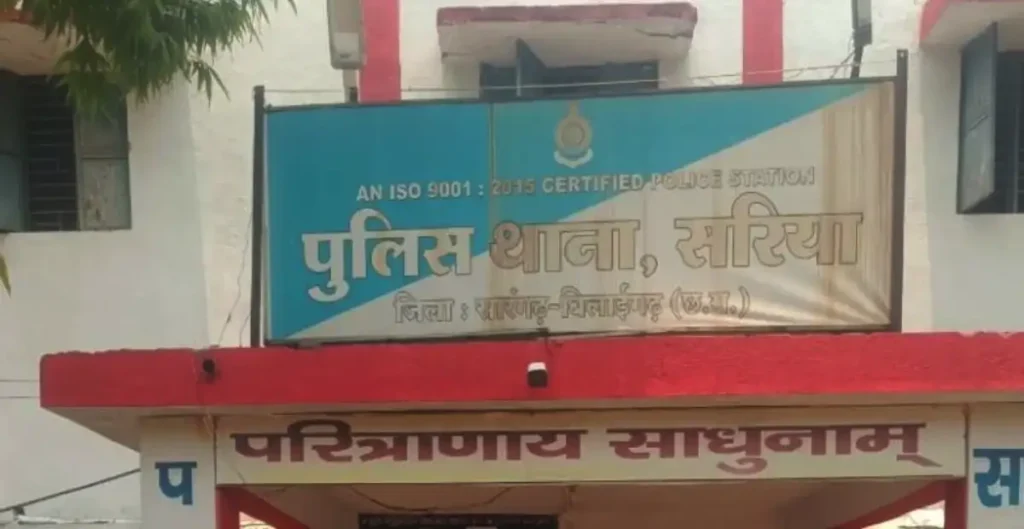 AN ISO 9001 : 2015 CERTIFIED POLICE STATION
पुलिस थाना, सरिया
जिला : सारंगढ़-बिलाईगढ़ (छ.ग.)
परित्राणाय साधुनाम्
प
स